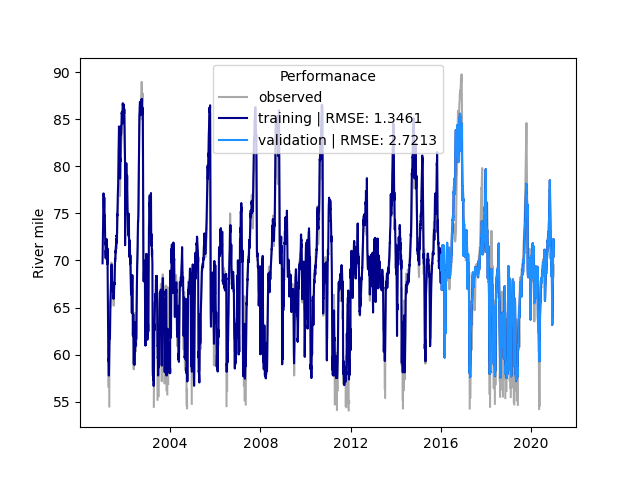 Performanace
observed
training | RMSE: 1.3461
validation | RMSE: 2.7213
River mile
90
85
80
75
70
65
60
55
2004 2008 2012 2016 2020